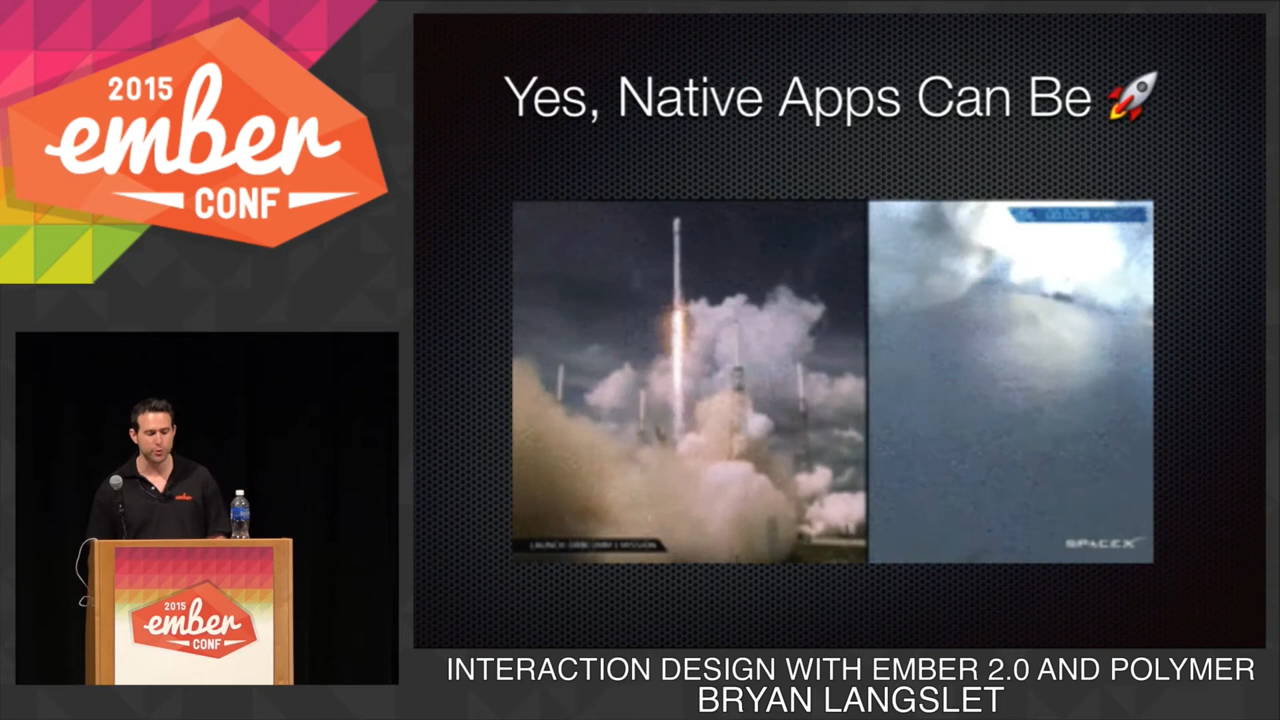 2015
ember
CONF
Yes, Native Apps Can Be 🚀
SPACEX
ember
2015
ember
CONF
INTERACTION DESIGN WITH EMBER 2.0 AND POLYMER
BRYAN LANGSLET